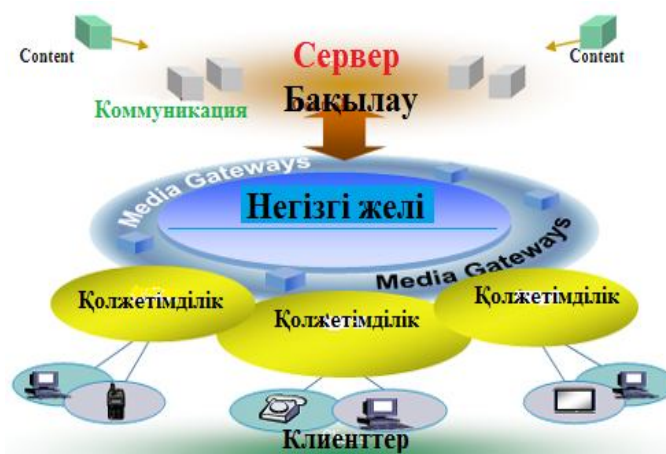 Content
Сервер
Content
Коммуникация
Бақылау
Media Gateways
Негізгі желі
Media Gateways
Қолжетімділік
Қолжетімділік
Қолжетімділік
Клиенттер